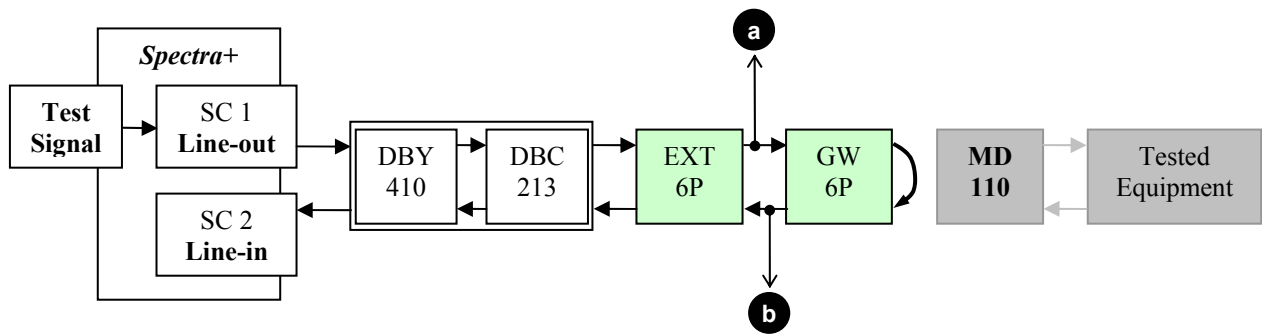 a
Spectra+
Test
Signal
SC 1
Line-out
DBY
410
DBC
213
EXT
6P
GW
6P
MD
110
Tested
Equipment
SC 2
Line-in
b